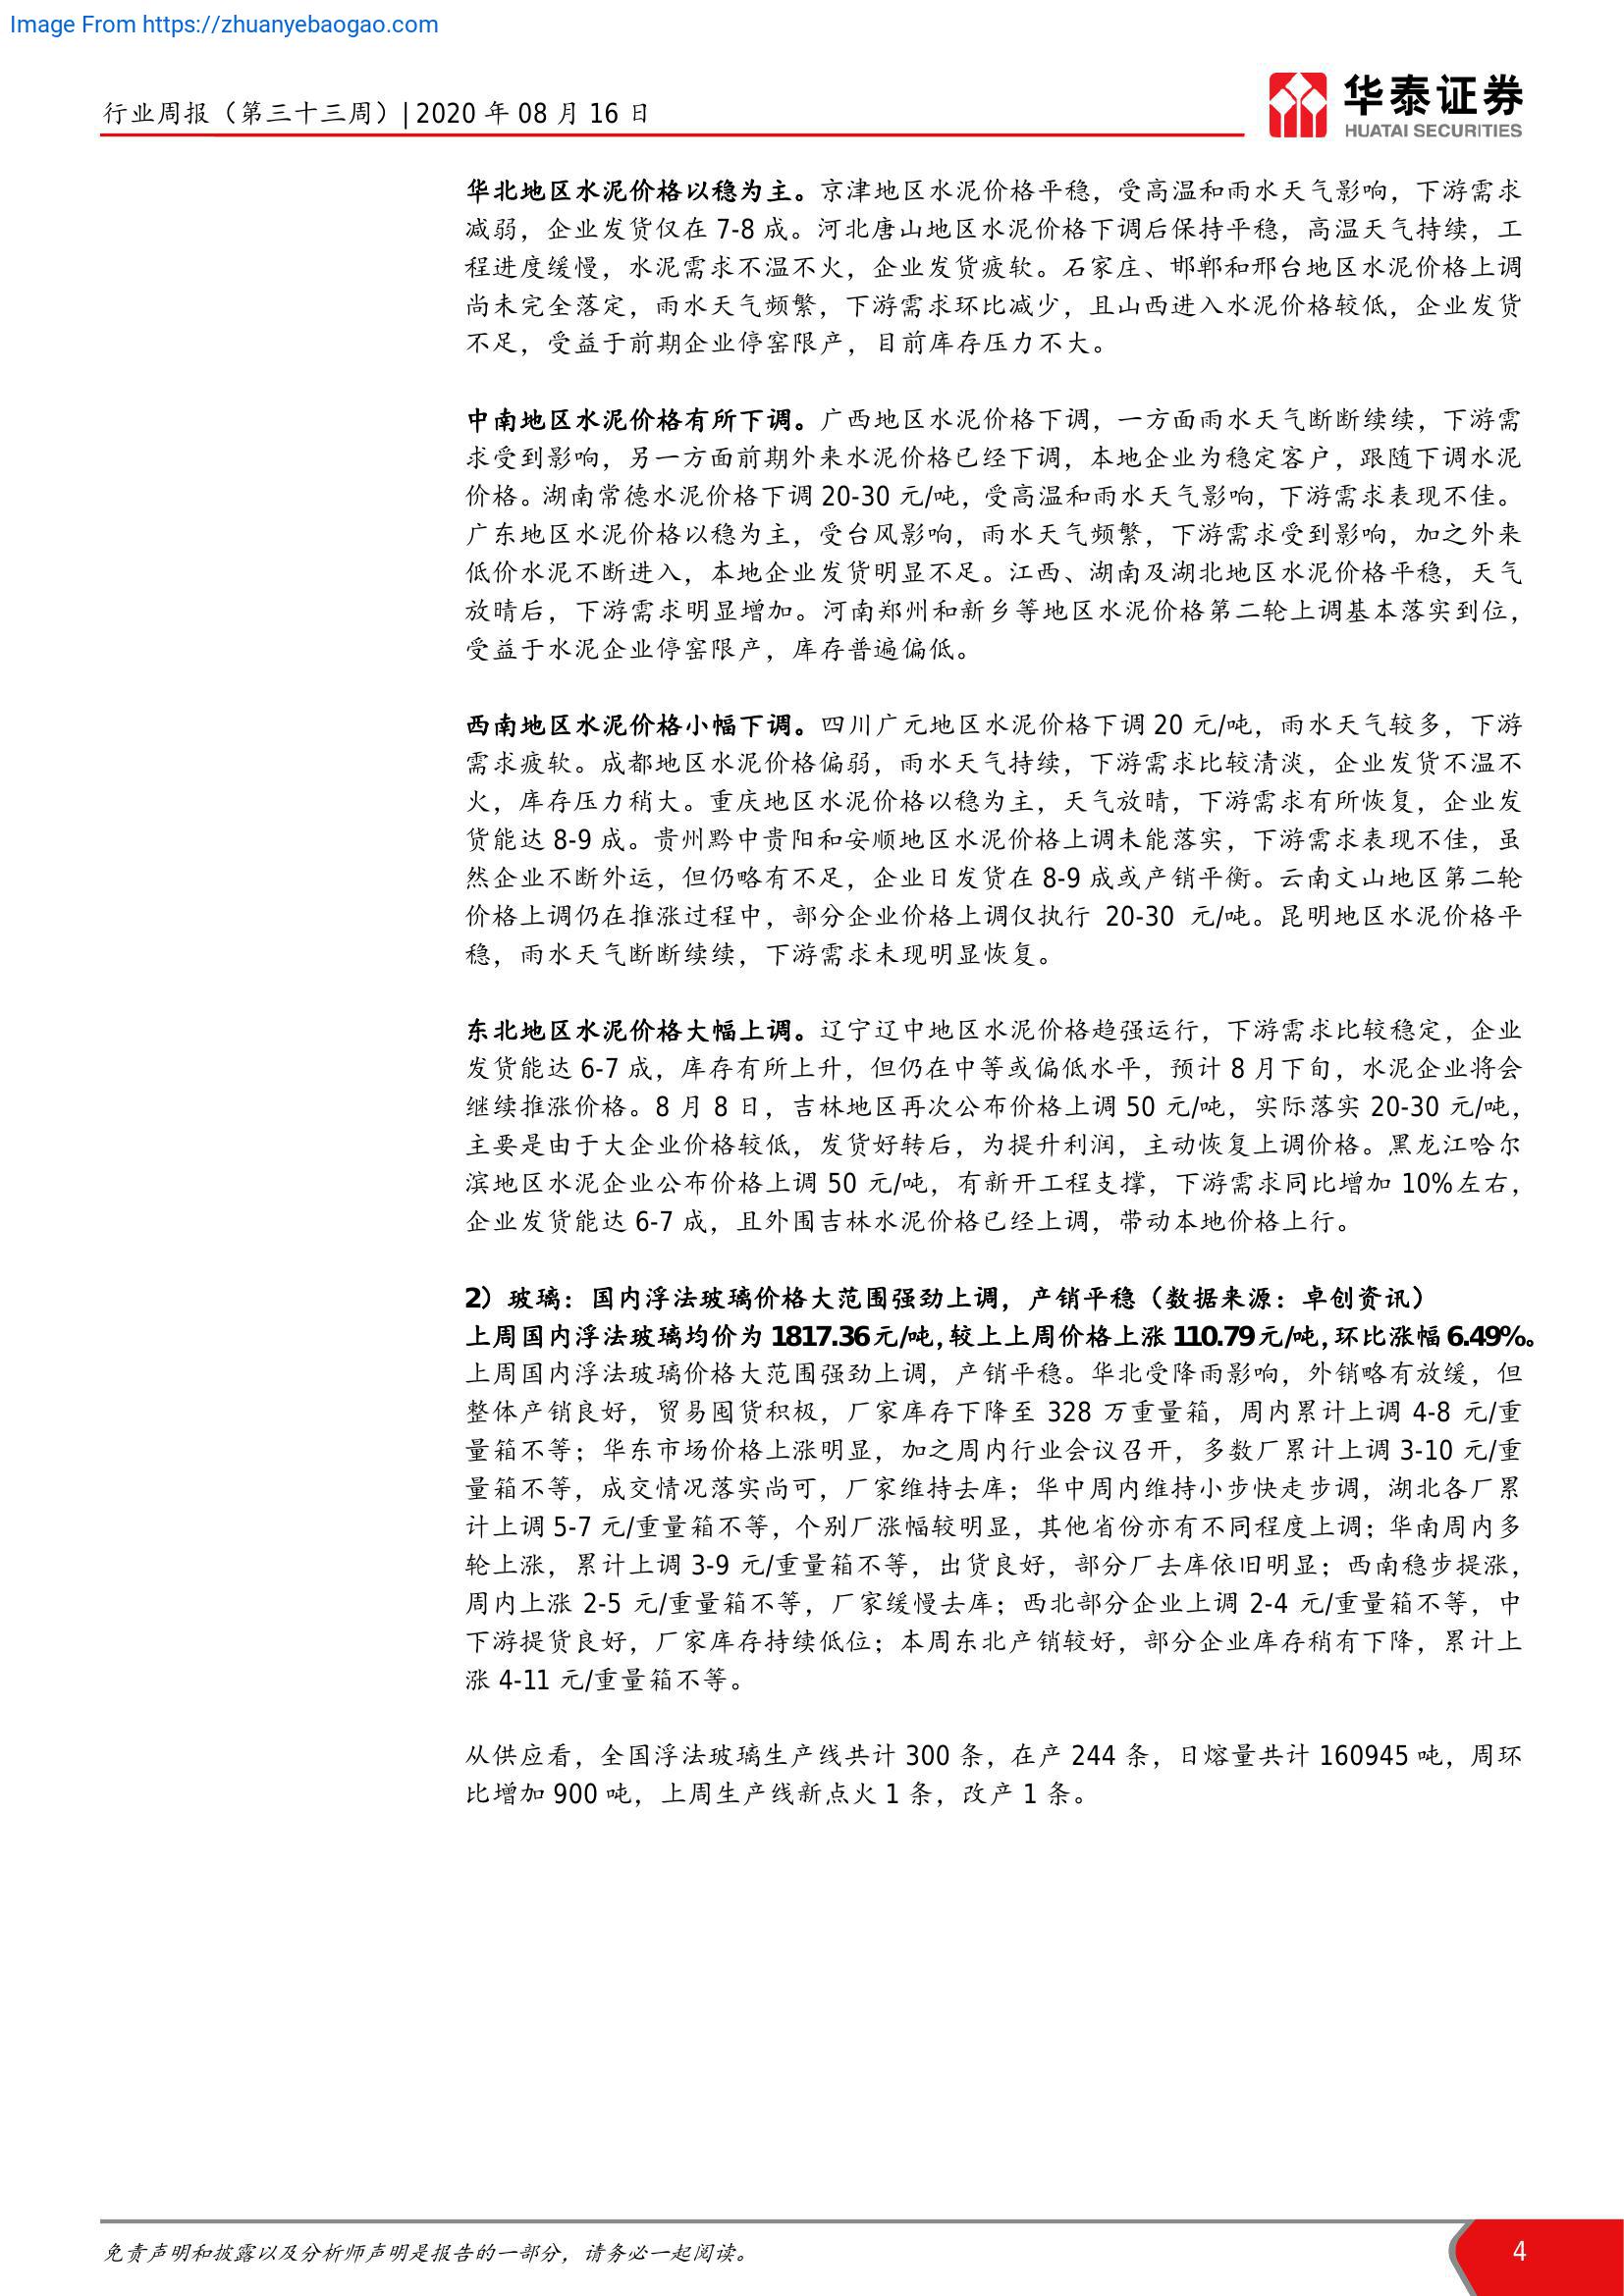 Image From https://zhuanyebaogao.com
行业周报（第三十三周）| 2020 年 08 月 16 日
华泰证券
HUATAI SECURITIES
华北地区水泥价格以稳为主。京津地区水泥价格平稳，受高温和雨水天气影响，下游需求
减弱，企业发货仅在 7-8 成。河北唐山地区水泥价格下调后保持平稳，高温天气持续，工
程进度缓慢，水泥需求不温不火，企业发货疲软。石家庄、邯郸和邢台地区水泥价格上调
尚未完全落定，雨水天气频繁，下游需求环比减少，且山西进入水泥价格较低，企业发货
不足，受益于前期企业停窑限产，目前库存压力不大。
中南地区水泥价格有所下调。广西地区水泥价格下调，一方面雨水天气断断续续，下游需
求受到影响，另一方面前期外来水泥价格已经下调，本地企业为稳定客户，跟随下调水泥
价格。湖南常德水泥价格下调 20-30 元/吨，受高温和雨水天气影响，下游需求表现不佳。
广东地区水泥价格以稳为主，受台风影响，雨水天气频繁，下游需求受到影响，加之外来
低价水泥不断进入，本地企业发货明显不足。江西、湖南及湖北地区水泥价格平稳，天气
放晴后，下游需求明显增加。河南郑州和新乡等地区水泥价格第二轮上调基本落实到位，
受益于水泥企业停窑限产，库存普遍偏低。
西南地区水泥价格小幅下调。四川广元地区水泥价格下调 20 元/吨，雨水天气较多，下游
需求疲软。成都地区水泥价格偏弱，雨水天气持续，下游需求比较清淡，企业发货不温不
火，库存压力稍大。重庆地区水泥价格以稳为主，天气放晴，下游需求有所恢复，企业发
货能达 8-9 成。贵州黔中贵阳和安顺地区水泥价格上调未能落实，下游需求表现不佳，虽
然企业不断外运，但仍略有不足，企业日发货在 8-9 成或产销平衡。云南文山地区第二轮
价格上调仍在推涨过程中，部分企业价格上调仅执行 20-30 元/吨。昆明地区水泥价格平
稳，雨水天气断断续续，下游需求未现明显恢复。
东北地区水泥价格大幅上调。辽宁辽中地区水泥价格趋强运行，下游需求比较稳定，企业
发货能达 6-7 成，库存有所上升，但仍在中等或偏低水平，预计 8 月下旬，水泥企业将会
继续推涨价格。8 月 8 日，吉林地区再次公布价格上调 50 元/吨，实际落实 20-30 元/吨，
主要是由于大企业价格较低，发货好转后，为提升利润，主动恢复上调价格。黑龙江哈尔
滨地区水泥企业公布价格上调 50 元/吨，有新开工程支撑，下游需求同比增加 10%左右，
企业发货能达 6-7 成，且外围吉林水泥价格已经上调，带动本地价格上行。
2）玻璃：国内浮法玻璃价格大范围强劲上调，产销平稳（数据来源：卓创资讯）
上周国内浮法玻璃均价为 1817.36 元/吨，较上上周价格上涨 110.79 元/吨，环比涨幅 6.49%。
上周国内浮法玻璃价格大范围强劲上调，产销平稳。华北受降雨影响，外销略有放缓，但
整体产销良好，贸易囤货积极，厂家库存下降至 328 万重量箱，周内累计上调 4-8 元/重
量箱不等；华东市场价格上涨明显，加之周内行业会议召开，多数厂累计上调 3-10 元/重
量箱不等，成交情况落实尚可，厂家维持去库；华中周内维持小步快走步调，湖北各厂累
计上调 5-7 元/重量箱不等，个别厂涨幅较明显，其他省份亦有不同程度上调；华南周内多
轮上涨，累计上调 3-9 元/重量箱不等，出货良好，部分厂去库依旧明显；西南稳步提涨，
周内上涨 2-5 元/重量箱不等，厂家缓慢去库；西北部分企业上调 2-4 元/重量箱不等，中
下游提货良好，厂家库存持续低位；本周东北产销较好，部分企业库存稍有下降，累计上
涨 4-11 元/重量箱不等。
从供应看，全国浮法玻璃生产线共计 300 条，在产 244 条，日熔量共计 160945 吨，周环
比增加 900 吨，上周生产线新点火 1 条，改产 1 条。
免责声明和披露以及分析师声明是报告的一部分，请务必一起阅读。
4